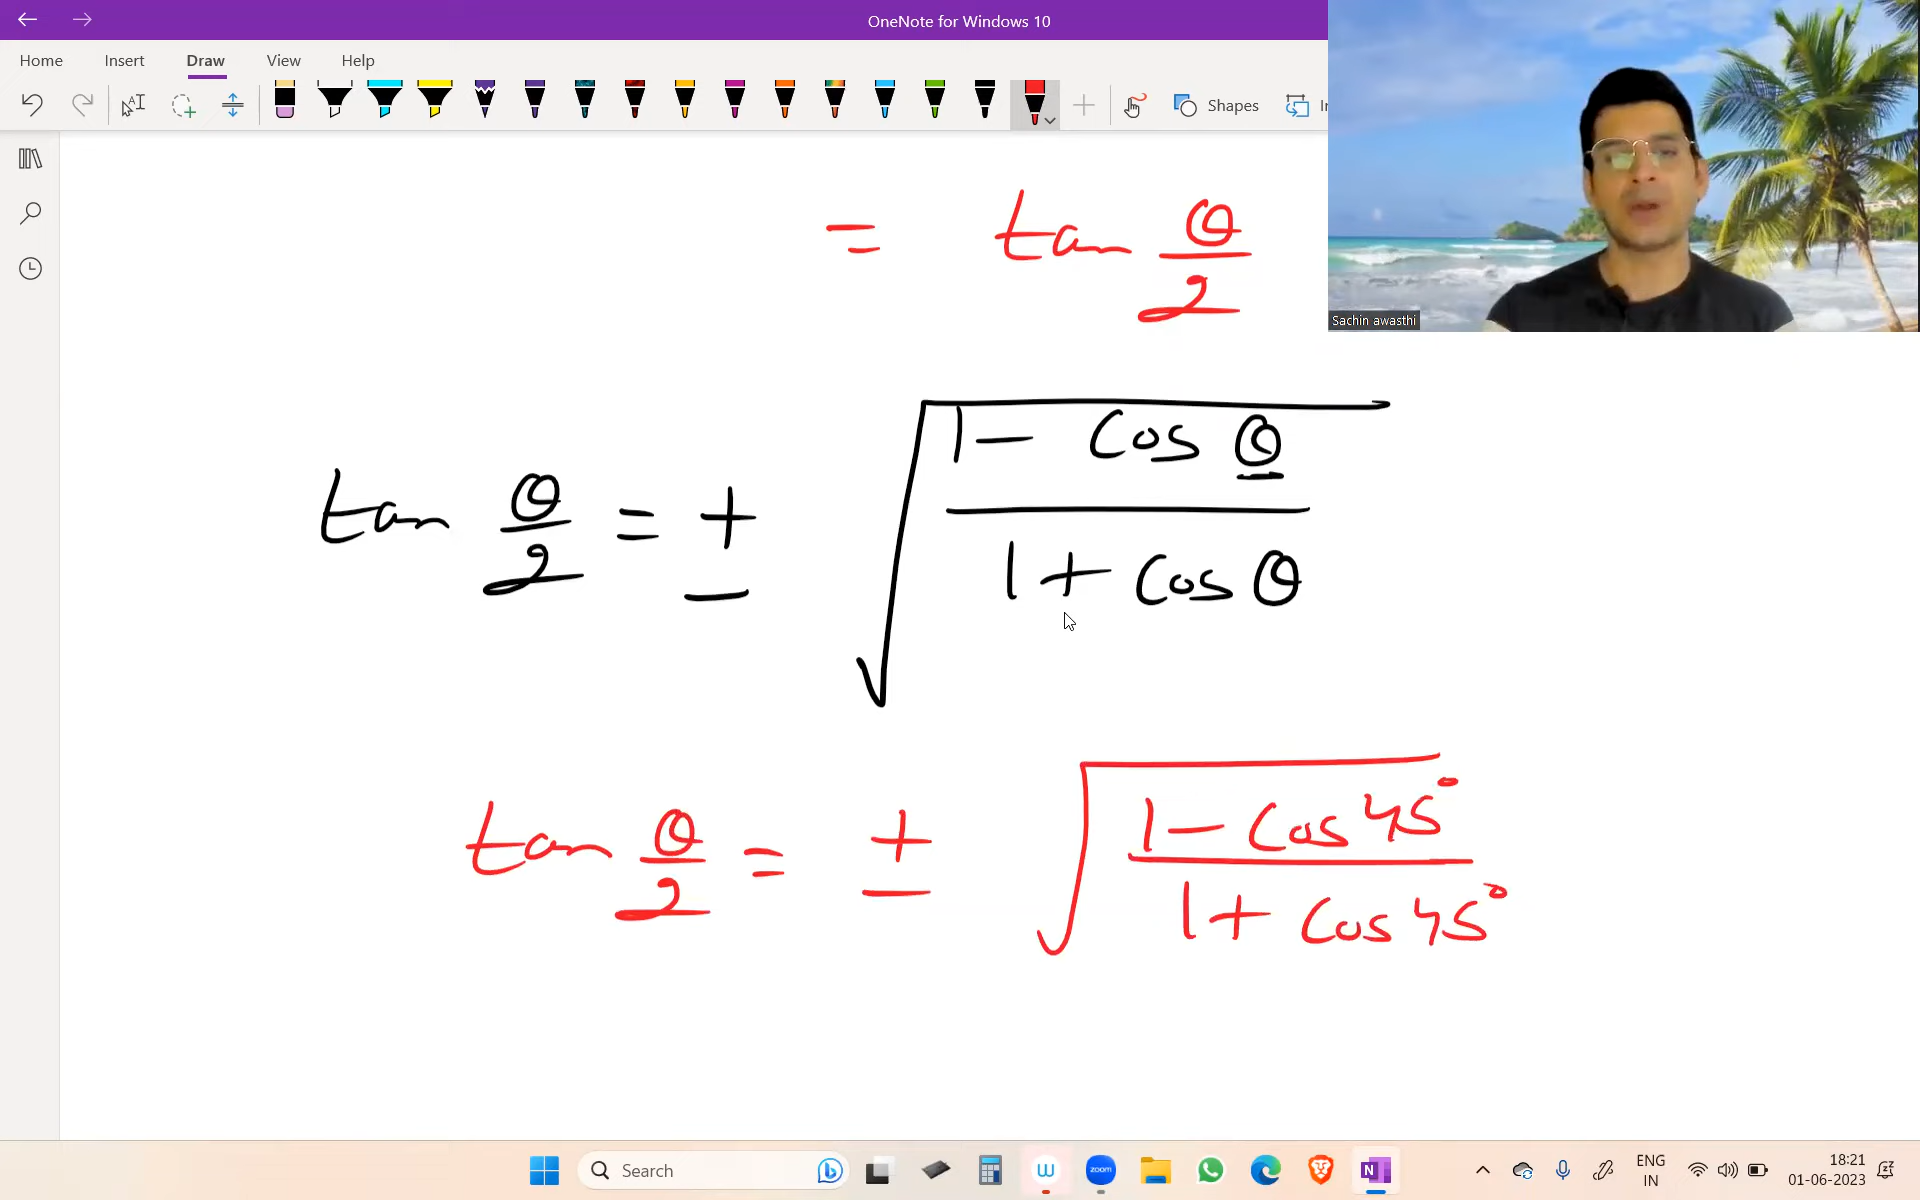 OneNote for Windows 10
Home Insert Draw View Help
Shapes
= tan θ/2
Sachin awasthi
tan θ/2 = ± √(1 - Cos θ)/(1 + Cos θ)
tan θ/2 = ± √(1 - Cos 45°)/(1 + Cos 45°)
Search
zoom
ENG
IN
18:21
01-06-2023